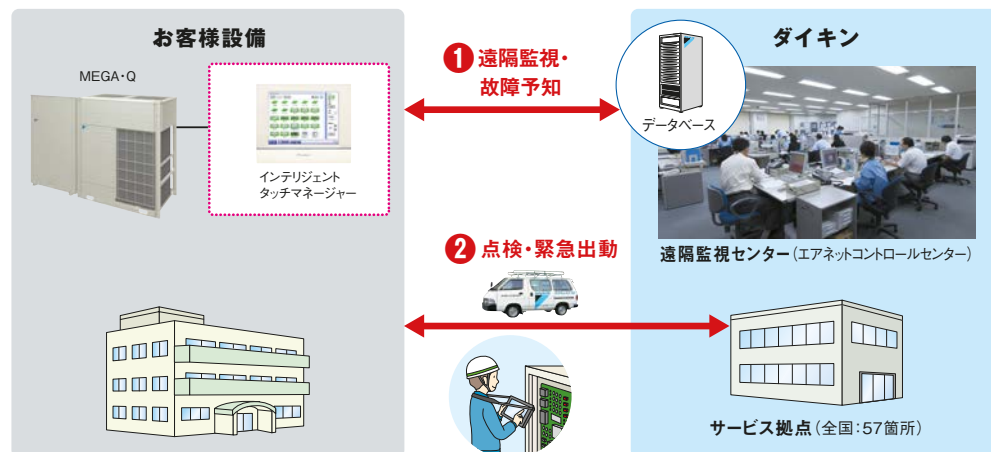 お客様設備
MEGA・Q
インテリジェント
タッチマネージャー
❶ 遠隔監視・
故障予知
ダイキン
データベース
遠隔監視センター(エアネットコントロールセンター)
❷ 点検・緊急出動
サービス拠点(全国:57箇所)